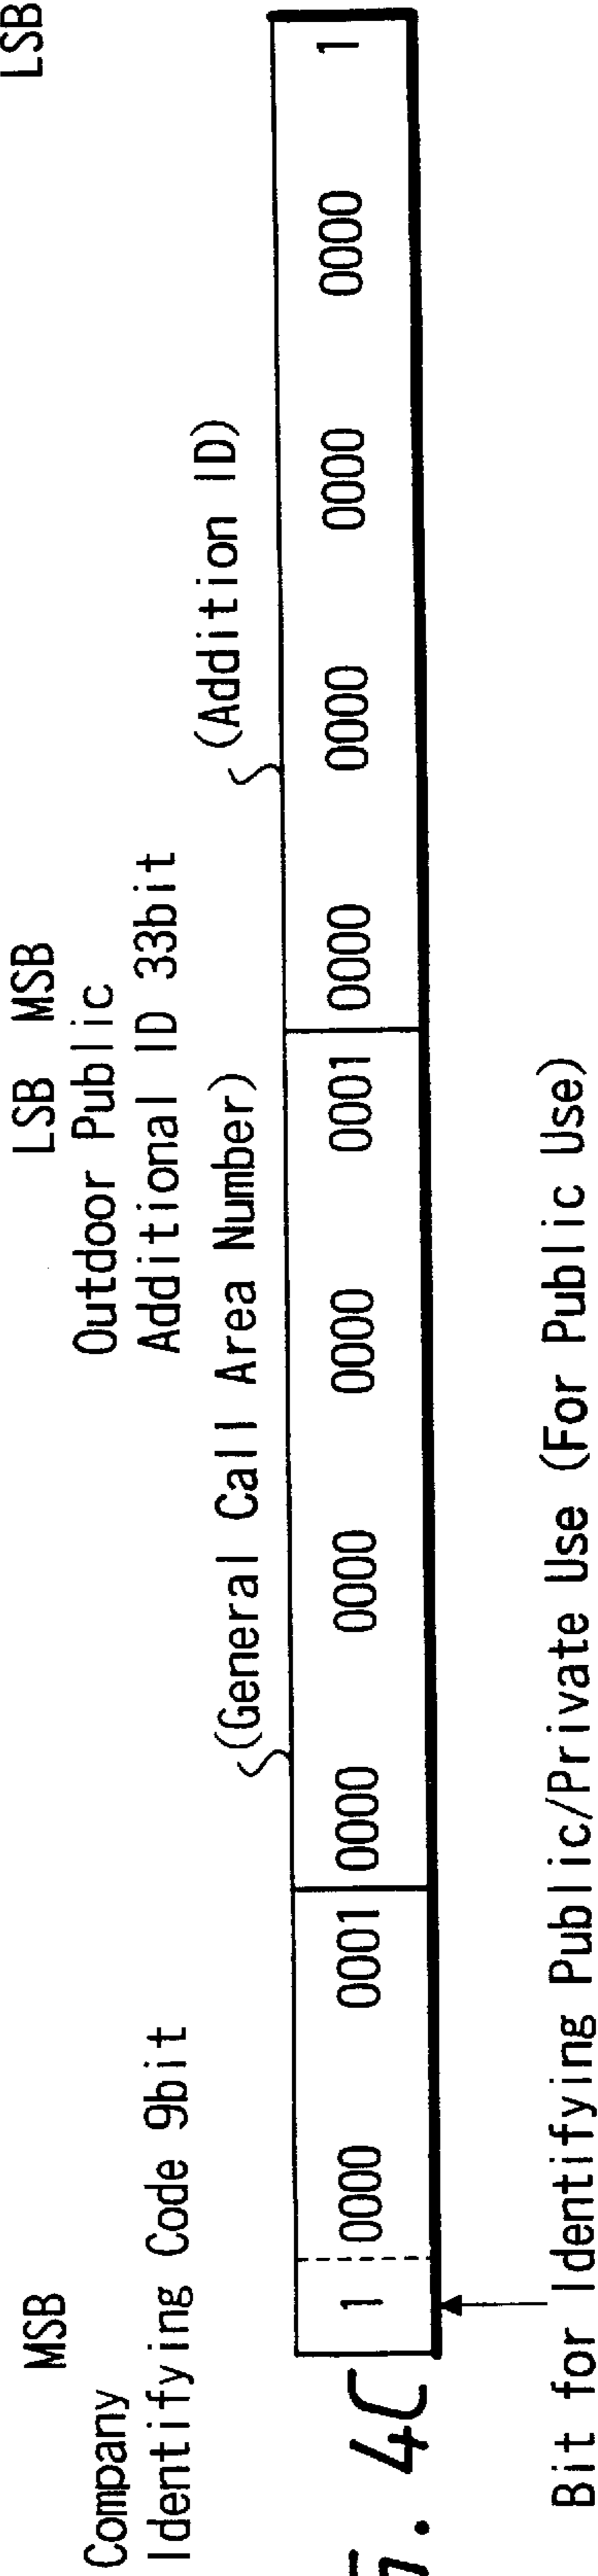 MSB
LSB MSB
LSB
Company
Identifying Code 9bit
Outdoor Public
Additional ID 33bit
(General Call Area Number)
(Addition ID)
1 0000 0001 0000 0000 0000 0001 0000 0000 0000 0000 1
4C
Bit for Identifying Public/Private Use (For Public Use)